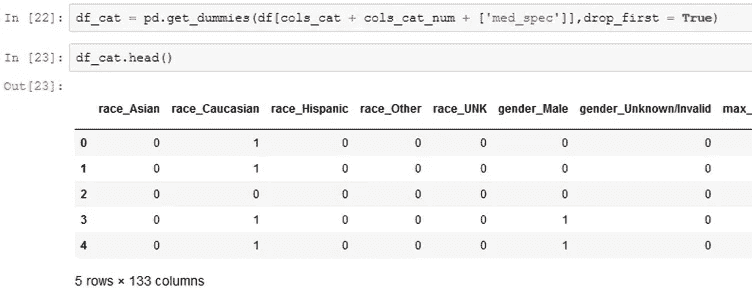 In [22]: df_cat = pd.get_dummies(df[cols_cat + cols_cat_num + ['med_spec']],drop_first = True)
In [23]: df_cat.head()
Out[23]:
race_Asian race_Caucasian race_Hispanic race_Other race_UNK gender_Male gender_Unknown/Invalid max_
0 0 1 0 0 0 0 0
1 0 1 0 0 0 0 0
2 0 0 0 0 0 0 0
3 0 1 0 0 0 1 0
4 0 1 0 0 0 1 0
5 rows × 133 columns